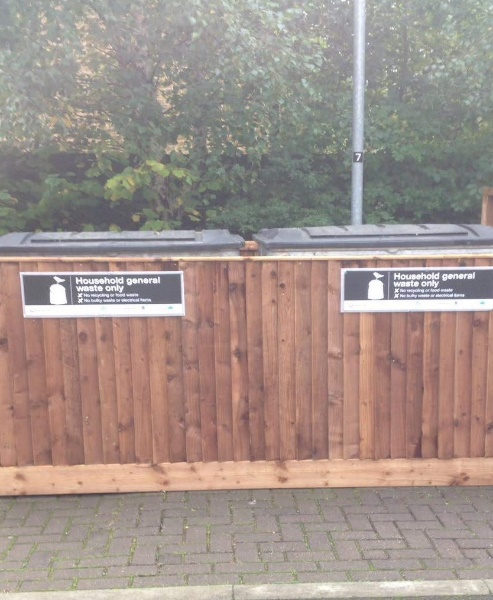 7
Household general
waste only
No recycling or food waste
No bulky waste or electrical items
Household general
waste only
No recycling or food waste
No bulky waste or electrical items